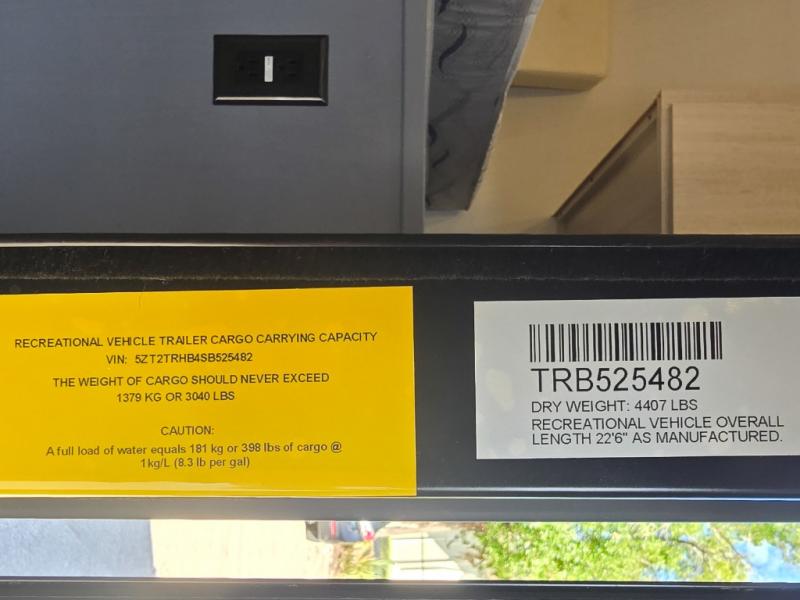 RECREATIONAL VEHICLE TRAILER CARGO CARRYING CAPACITY
VIN: 5ZT2TRHB4SB525482
THE WEIGHT OF CARGO SHOULD NEVER EXCEED
1379 KG OR 3040 LBS
CAUTION:
A full load of water equals 181 kg or 398 lbs of cargo @
1kg/L (8.3 lb per gal)
TRB525482
DRY WEIGHT: 4407 LBS
RECREATIONAL VEHICLE OVERALL
LENGTH 22'6" AS MANUFACTURED.